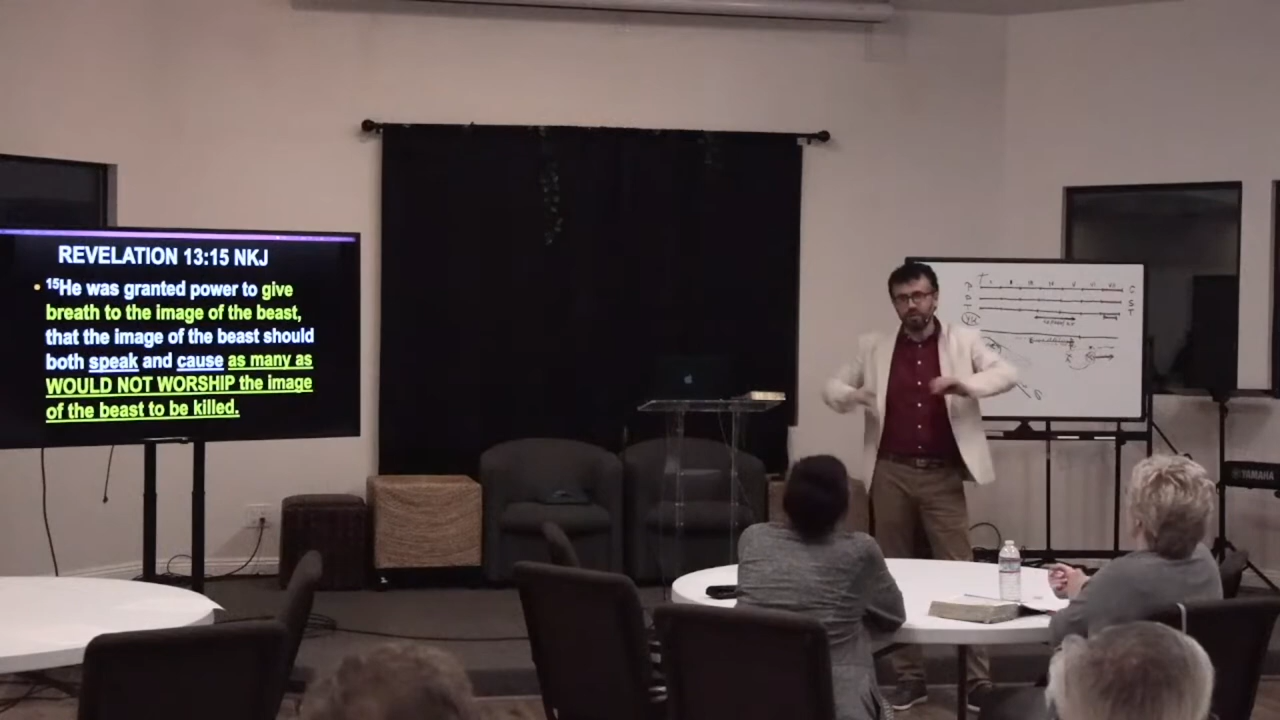 REVELATION 13:15 NKJ
• ¹⁵He was granted power to give
breath to the image of the beast,
that the image of the beast should
both speak and cause as many as
WOULD NOT WORSHIP the image
of the beast to be killed.
YAMAHA